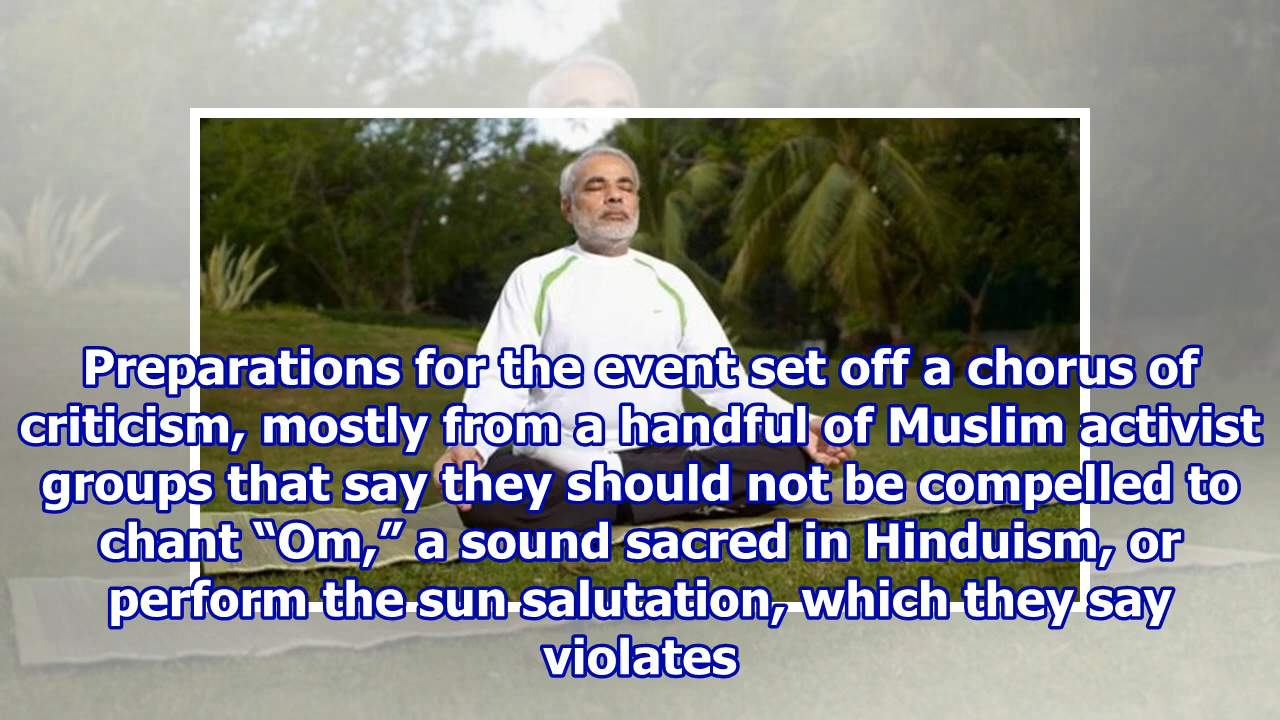 Preparations for the event set off a chorus of
criticism, mostly from a handful of Muslim activist
groups that say they should not be compelled to
chant “Om,” a sound sacred in Hinduism, or
perform the sun salutation, which they say
violates